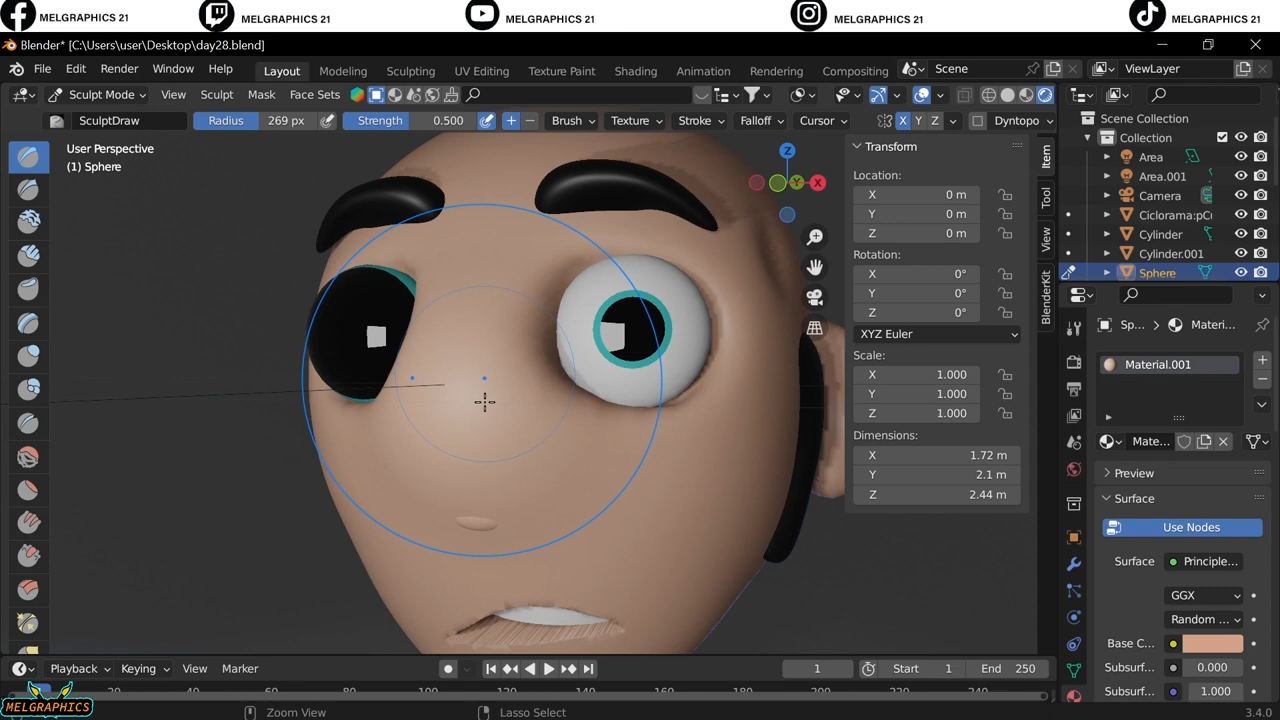 MELGRAPHICS 21 MELGRAPHICS 21 MELGRAPHICS 21 MELGRAPHICS 21 MELGRAPHICS 21
Blender* [C:\Users\user\Desktop\day28.blend]
File Edit Render Window Help Layout Modeling Sculpting UV Editing Texture Paint Shading Animation Rendering Compositing Scene ViewLayer
Sculpt Mode View Sculpt Mask Face Sets
SculptDraw Radius 269 px Strength 0.500 Brush Texture Stroke Falloff Cursor X Y Z Dyntopo
User Perspective
(1) Sphere
Z
Y X
Transform
Location:
X 0 m
Y 0 m
Z 0 m
Rotation:
X 0°
Y 0°
Z 0°
XYZ Euler
Scale:
X 1.000
Y 1.000
Z 1.000
Dimensions:
X 1.72 m
Y 2.1 m
Z 2.44 m
Item
Tool
View
BlenderKit
Scene Collection
Collection
Area
Area.001
Camera
Ciclorama:pCu
Cylinder
Cylinder.001
Sphere
Sp... Materi...
Material.001
Mate...
Preview
Surface
Use Nodes
Surface Principle...
GGX
Random ...
Base C...
Subsurf... 0.000
Subsurf... 1.000
Playback Keying View Marker 1 Start 1 End 250
20 40 60 80 100 120 140 160 180 200 220 240
MELGRAPHICS
Zoom View Lasso Select 3.4.0